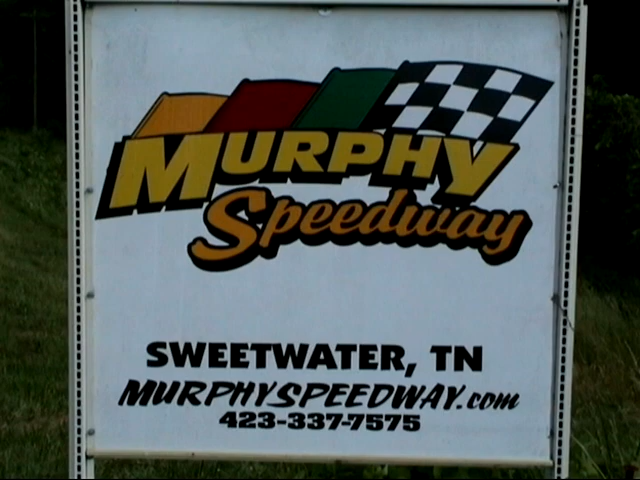 MURPHY
Speedway
SWEETWATER, TN
MURPHYSPEEDWAY.com
423-337-7575